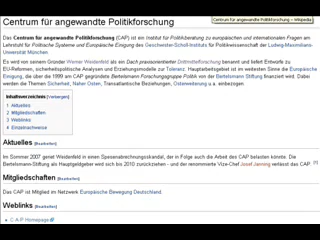 Centrum für angewandte Politikforschung
Centrum für angewandte Politikforschung – Wikipedia
Das Centrum für angewandte Politikforschung (CAP) ist ein Institut für Politikberatung zu europäischen und internationalen Fragen am
Lehrstuhl für Politische Systeme und Europäische Einigung des Geschwister-Scholl-Instituts für Politikwissenschaft der Ludwig-Maximilians-
Universität München.
Es wird von seinem Gründer Werner Weidenfeld als ein Dach praxisorientierter Drittmittelforschung benannt und liefert Entwürfe zu
EU-Reformen, sicherheitspolitische Analysen und Erziehungsmodelle zur Toleranz. Hauptarbeitsgebiet ist im weitesten Sinne die Europäische
Einigung, die über die 1999 am CAP gegründete Bertelsmann Forschungsgruppe Politik von der Bertelsmann Stiftung finanziert wird. Dabei
werden die Themen Sicherheit, Naher Osten, Transatlantische Beziehungen, Osterweiterung u.a. einbezogen.
Inhaltsverzeichnis [Verbergen]
1 Aktuelles
2 Mitgliedschaften
3 Weblinks
4 Einzelnachweise
Aktuelles [Bearbeiten]
Im Sommer 2007 geriet Weidenfeld in einen Spesenabrechnungsskandal, der in Folge auch die Arbeit des CAP belasten könnte. Die
Bertelsmann-Stiftung als Hauptgeldgeber wird sich bis 2010 zurückziehen - und der renommierte Vize-Chef Josef Janning verlässt das CAP. [1]
Mitgliedschaften [Bearbeiten]
Das CAP ist Mitglied im Netzwerk Europäische Bewegung Deutschland.
Weblinks [Bearbeiten]
C·A·P Homepage